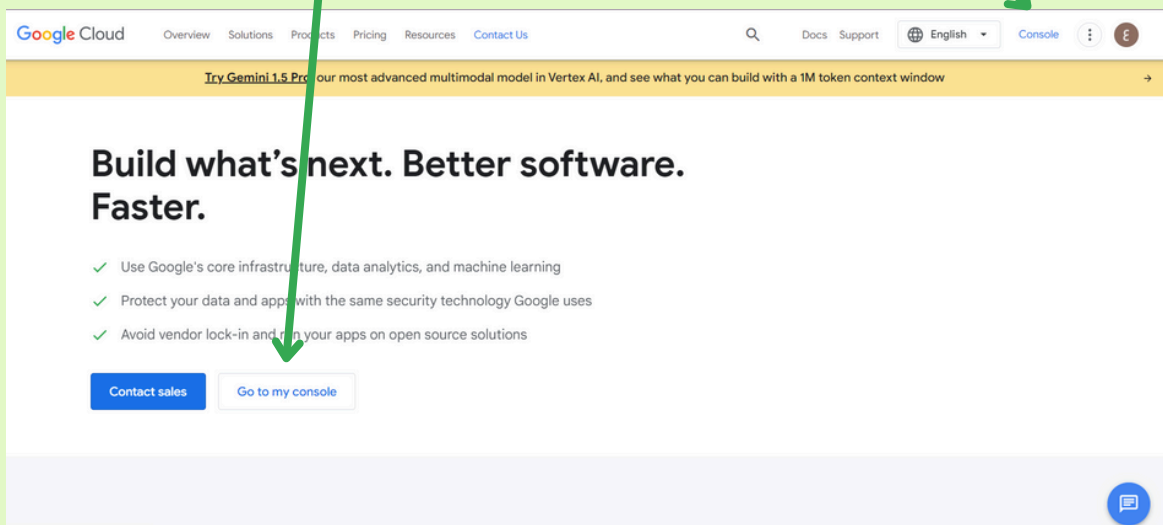 Google Cloud Overview Solutions Products Pricing Resources Contact Us Docs Support English Console
Try Gemini 1.5 Pro our most advanced multimodal model in Vertex AI, and see what you can build with a 1M token context window
Build what's next. Better software.
Faster.
Use Google's core infrastructure, data analytics, and machine learning
Protect your data and apps with the same security technology Google uses
Avoid vendor lock-in and run your apps on open source solutions
Contact sales Go to my console